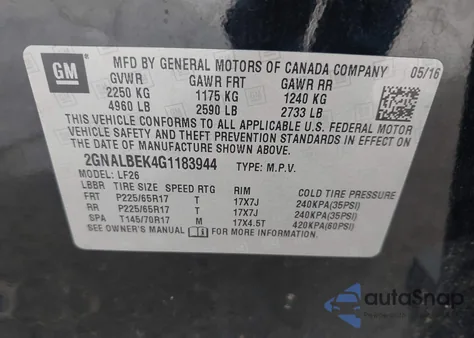 GM
MFD BY GENERAL MOTORS OF CANADA COMPANY 05/16
GVWR GAWR FRT GAWR RR
2250 KG 1175 KG 1240 KG
4960 LB 2590 LB 2733 LB
THIS VEHICLE CONFORMS TO ALL APPLICABLE U.S. FEDERAL MOTOR
VEHICLE SAFETY AND THEFT PREVENTION STANDARDS IN EFFECT ON
THE DATE OF MANUFACTURE SHOWN ABOVE.
2GNALBEK4G1183944 TYPE: M.P.V.
MODEL: LF26
LBBR TIRE SIZE SPEED RTG RIM COLD TIRE PRESSURE
FRT P225/65R17 T 17X7J 240KPA(35PSI)
RR P225/65R17 T 17X7J 240KPA(35PSI)
SPA T145/70R17 M 17X4.5T 420KPA(60PSI)
SEE OWNER'S MANUAL FOR MORE INFORMATION
autoSnap